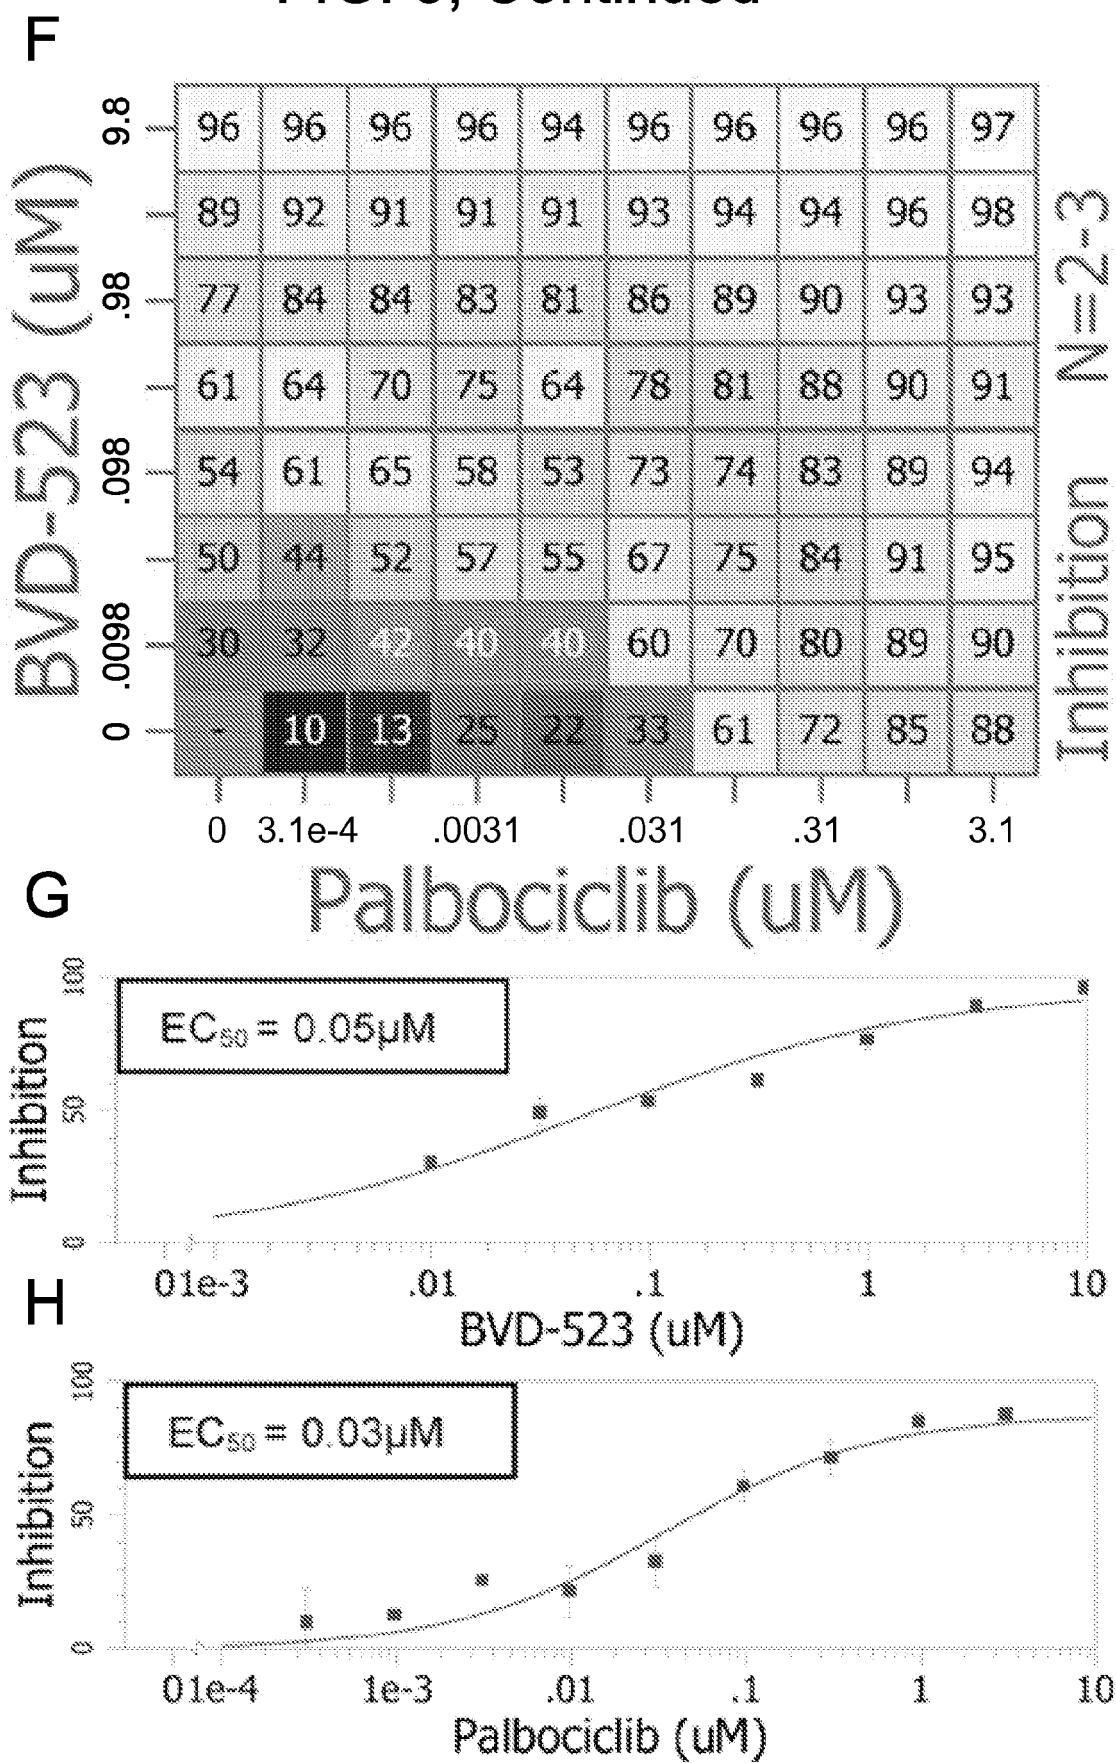 F
BVD-523 (uM)
9.8 96 96 96 96 94 96 96 96 96 97
89 92 91 91 91 93 94 94 96 98
.98 77 84 84 83 81 86 89 90 93 93
61 64 70 75 64 78 81 88 90 91
.098 54 61 65 58 53 73 74 83 89 94
50 44 52 57 55 67 75 84 91 95
.0098 30 32 42 40 60 70 80 89 90
0 - 10 13 25 22 33 61 72 85 88
Inhibition N=2-3
0 3.1e-4 .0031 .031 .31 3.1
Palbociclib (uM)
G
EC50 = 0.05µM
Inhibition
100
50
0
01e-3 .01 .1 1 10
BVD-523 (uM)
H
EC50 = 0.03µM
Inhibition
100
50
0
01e-4 1e-3 .01 .1 1 10
Palbociclib (uM)